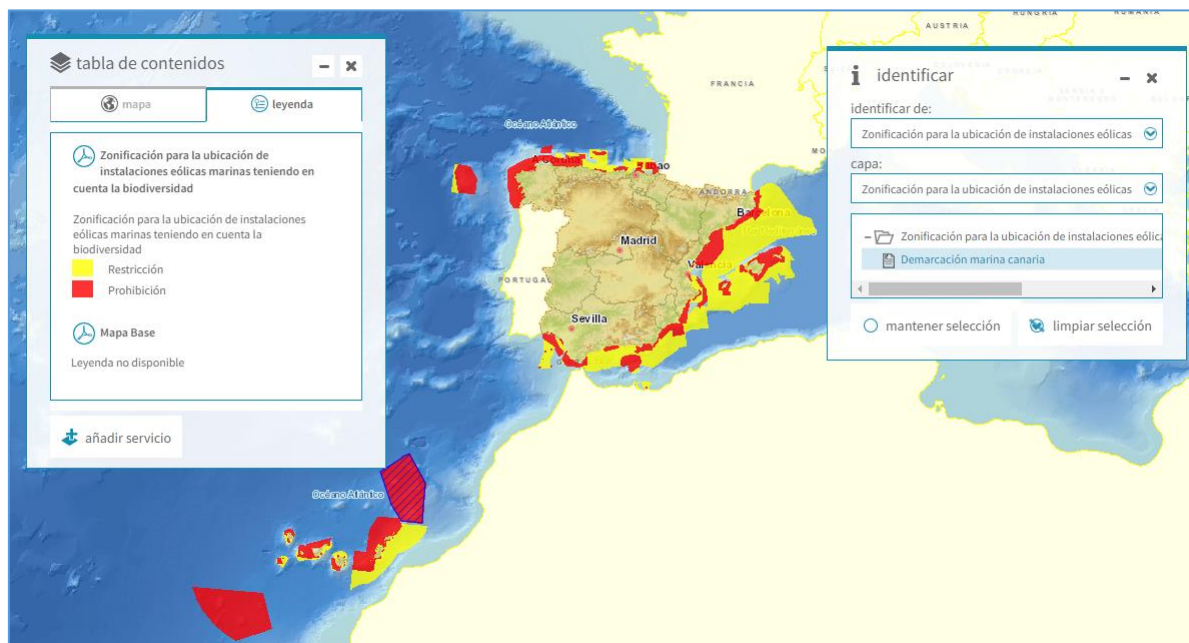 tabla de contenidos
mapa
leyenda
Zonificación para la ubicación de
instalaciones eólicas marinas teniendo en
cuenta la biodiversidad
Zonificación para la ubicación de instalaciones
eólicas marinas teniendo en cuenta la
biodiversidad
Restricción
Prohibición
Mapa Base
Leyenda no disponible
añadir servicio
identificar
identificar de:
Zonificación para la ubicación de instalaciones eólicas
capa:
Zonificación para la ubicación de instalaciones eólicas
Zonificación para la ubicación de instalaciones eólic
Demarcación marina canaria
mantener selección
limpiar selección
AUSTRIA
FRANCIA
Océano Atlántico
A Coruña
ANDORRA
Barcelona
Madrid
Valencia
PORTUGAL
Sevilla
Océano Atlántico